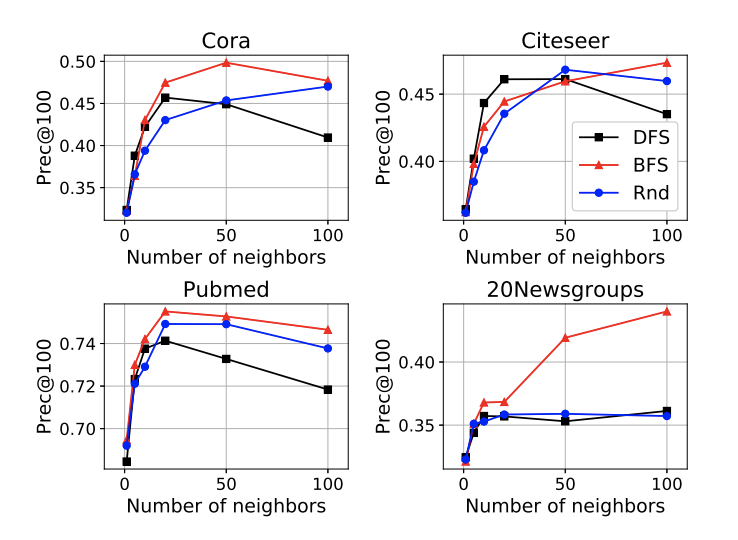 Cora
Prec@100
0.50
0.45
0.40
0.35
0
50
100
Number of neighbors
Citeseer
Prec@100
0.45
0.40
DFS
BFS
Rnd
0
50
100
Number of neighbors
Pubmed
Prec@100
0.74
0.72
0.70
0
50
100
Number of neighbors
20Newsgroups
Prec@100
0.40
0.35
0
50
100
Number of neighbors